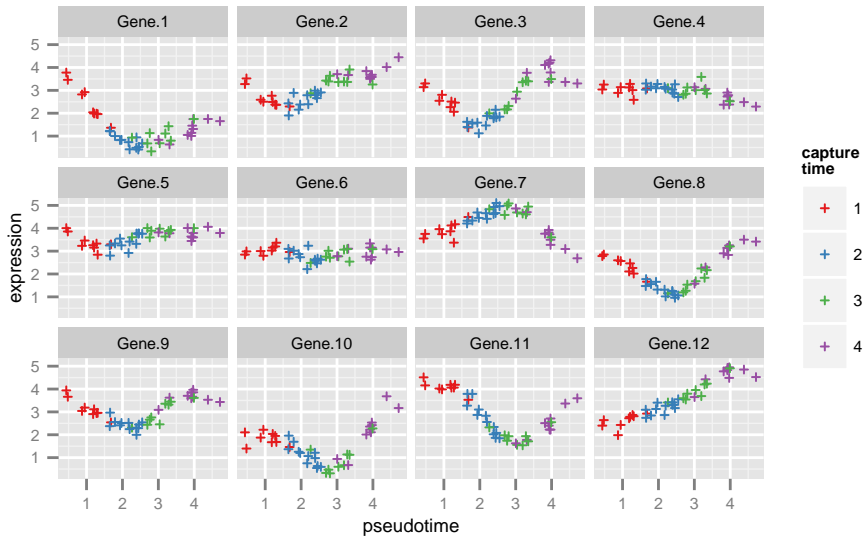 Gene.1 Gene.2 Gene.3 Gene.4
5
4
3
2
1
Gene.5 Gene.6 Gene.7 Gene.8
5
4
3
2
1
Gene.9 Gene.10 Gene.11 Gene.12
5
4
3
2
1
1 2 3 4 1 2 3 4 1 2 3 4 1 2 3 4
pseudotime
expression
capture
time
1
2
3
4